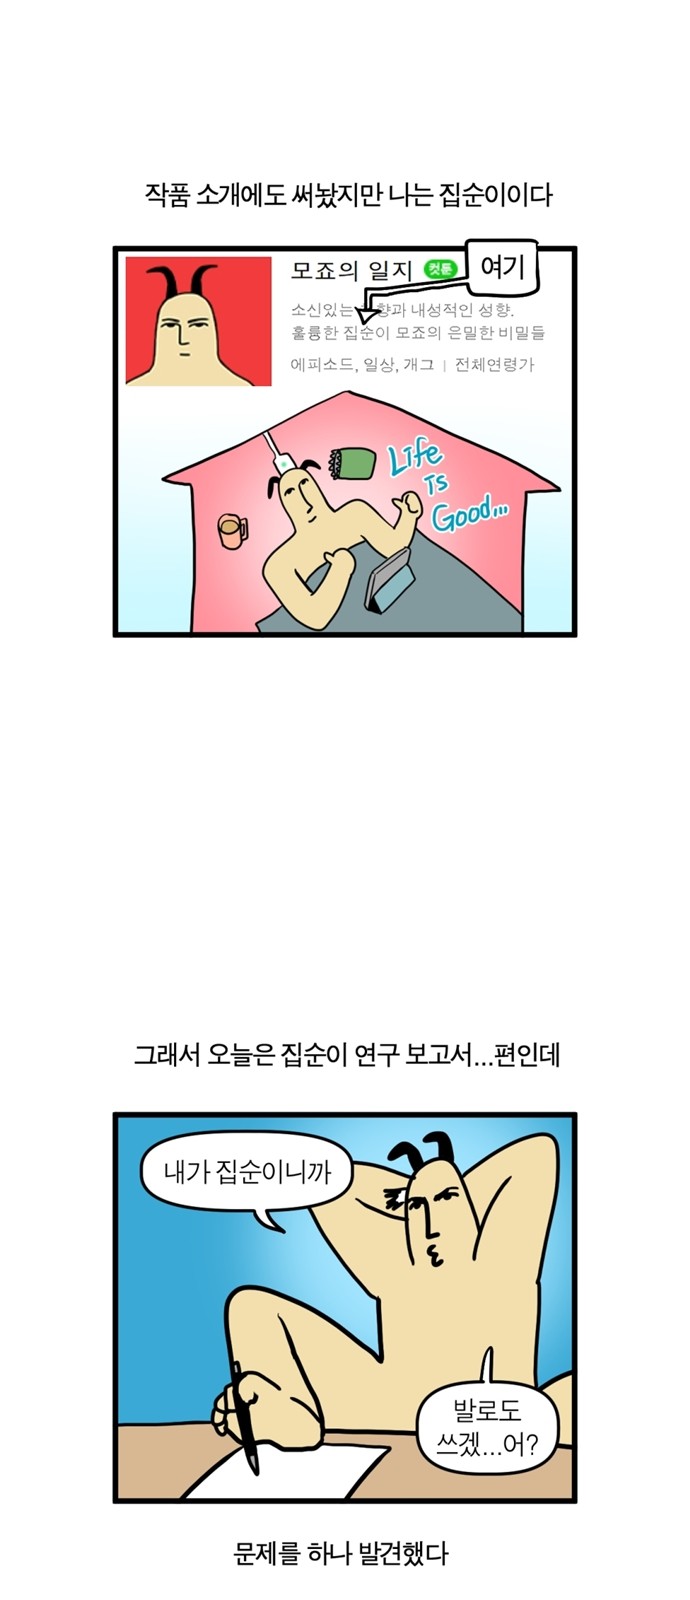 작품 소개에도 써놨지만 나는 집순이이다
모죠의 일지 컷툰
여기
소신있는 향과 내성적인 성향.
훌륭한 집순이 모죠의 은밀한 비밀들
에피소드, 일상, 개그 | 전체연령가
Life
is
Good...
그래서 오늘은 집순이 연구 보고서...편인데
내가 집순이니까
발로도
쓰겠...어?
문제를 하나 발견했다